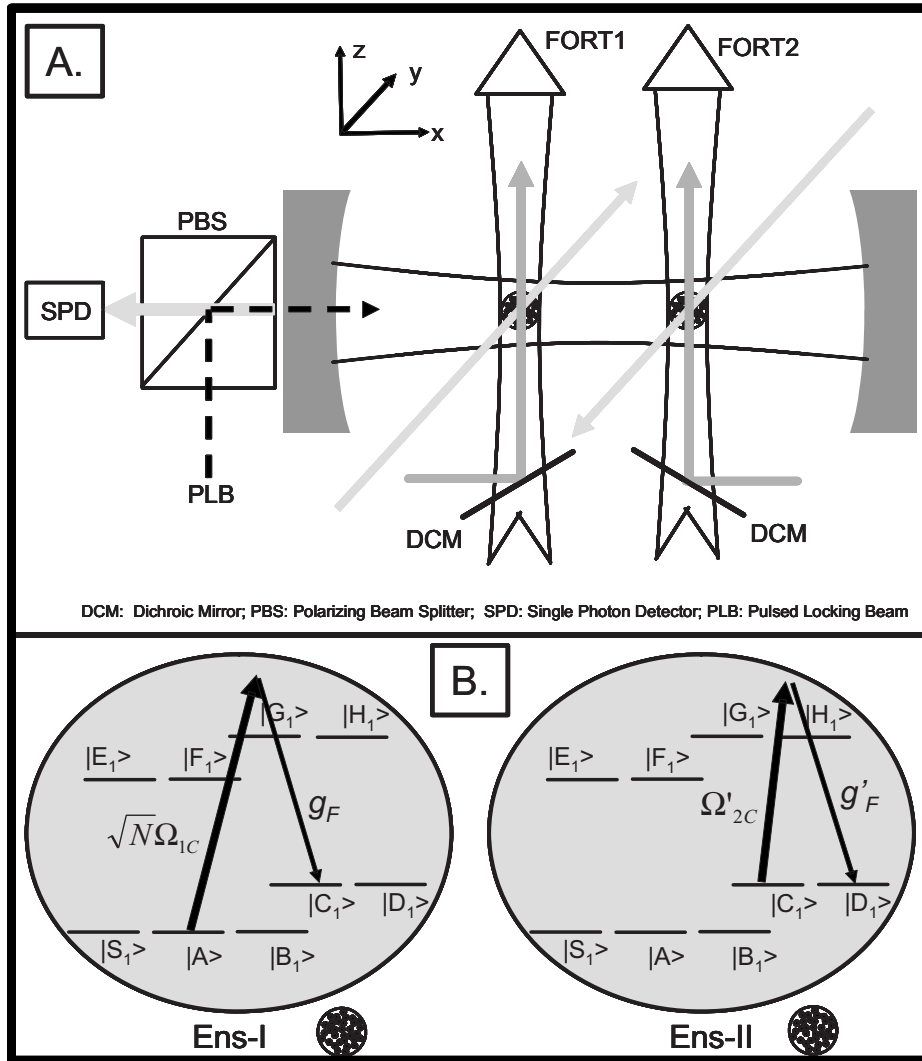 A.
z
y
x
FORT1
FORT2
PBS
SPD
PLB
DCM
DCM
DCM: Dichroic Mirror; PBS: Polarizing Beam Splitter; SPD: Single Photon Detector; PLB: Pulsed Locking Beam
B.
|G₁> |H₁>
|E₁> |F₁>
√NΩ₁C
g_F
|C₁> |D₁>
|S₁> |A> |B₁>
Ens-I
|G₁> |H₁>
|E₁> |F₁>
Ω'₂C
g'_F
|C₁> |D₁>
|S₁> |A> |B₁>
Ens-II